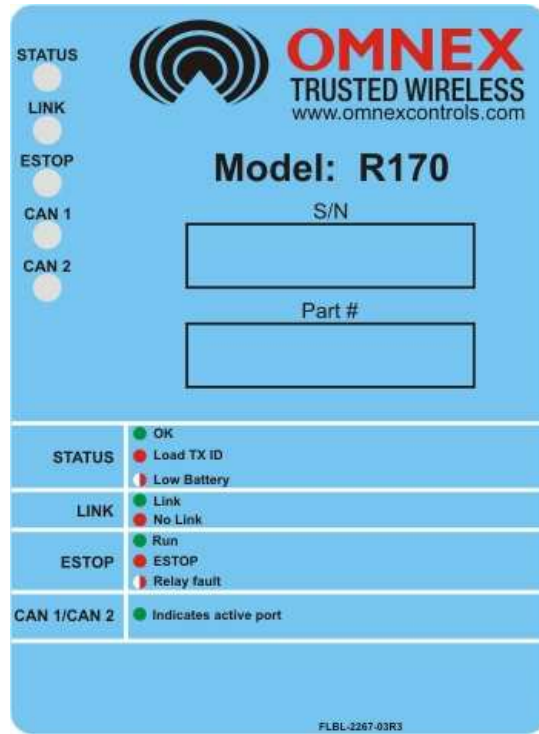 STATUS
LINK
ESTOP
CAN 1
CAN 2
OMNEX
TRUSTED WIRELESS
www.omnexcontrols.com
Model: R170
S/N
Part #
STATUS
OK
Load TX ID
Low Battery
LINK
Link
No Link
ESTOP
Run
ESTOP
Relay fault
CAN 1/CAN 2
Indicates active port
FLBL-2267-03R3